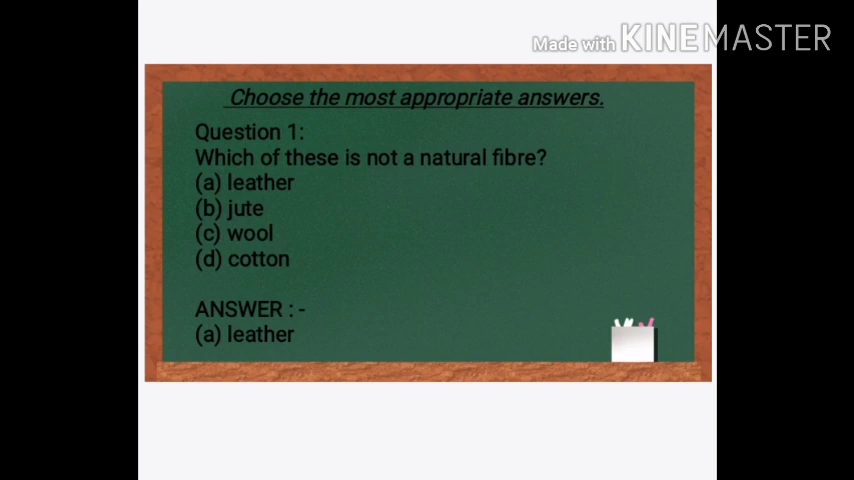 Made with KINEMASTER
Choose the most appropriate answers.
Question 1:
Which of these is not a natural fibre?
(a) leather
(b) jute
(c) wool
(d) cotton
ANSWER : -
(a) leather